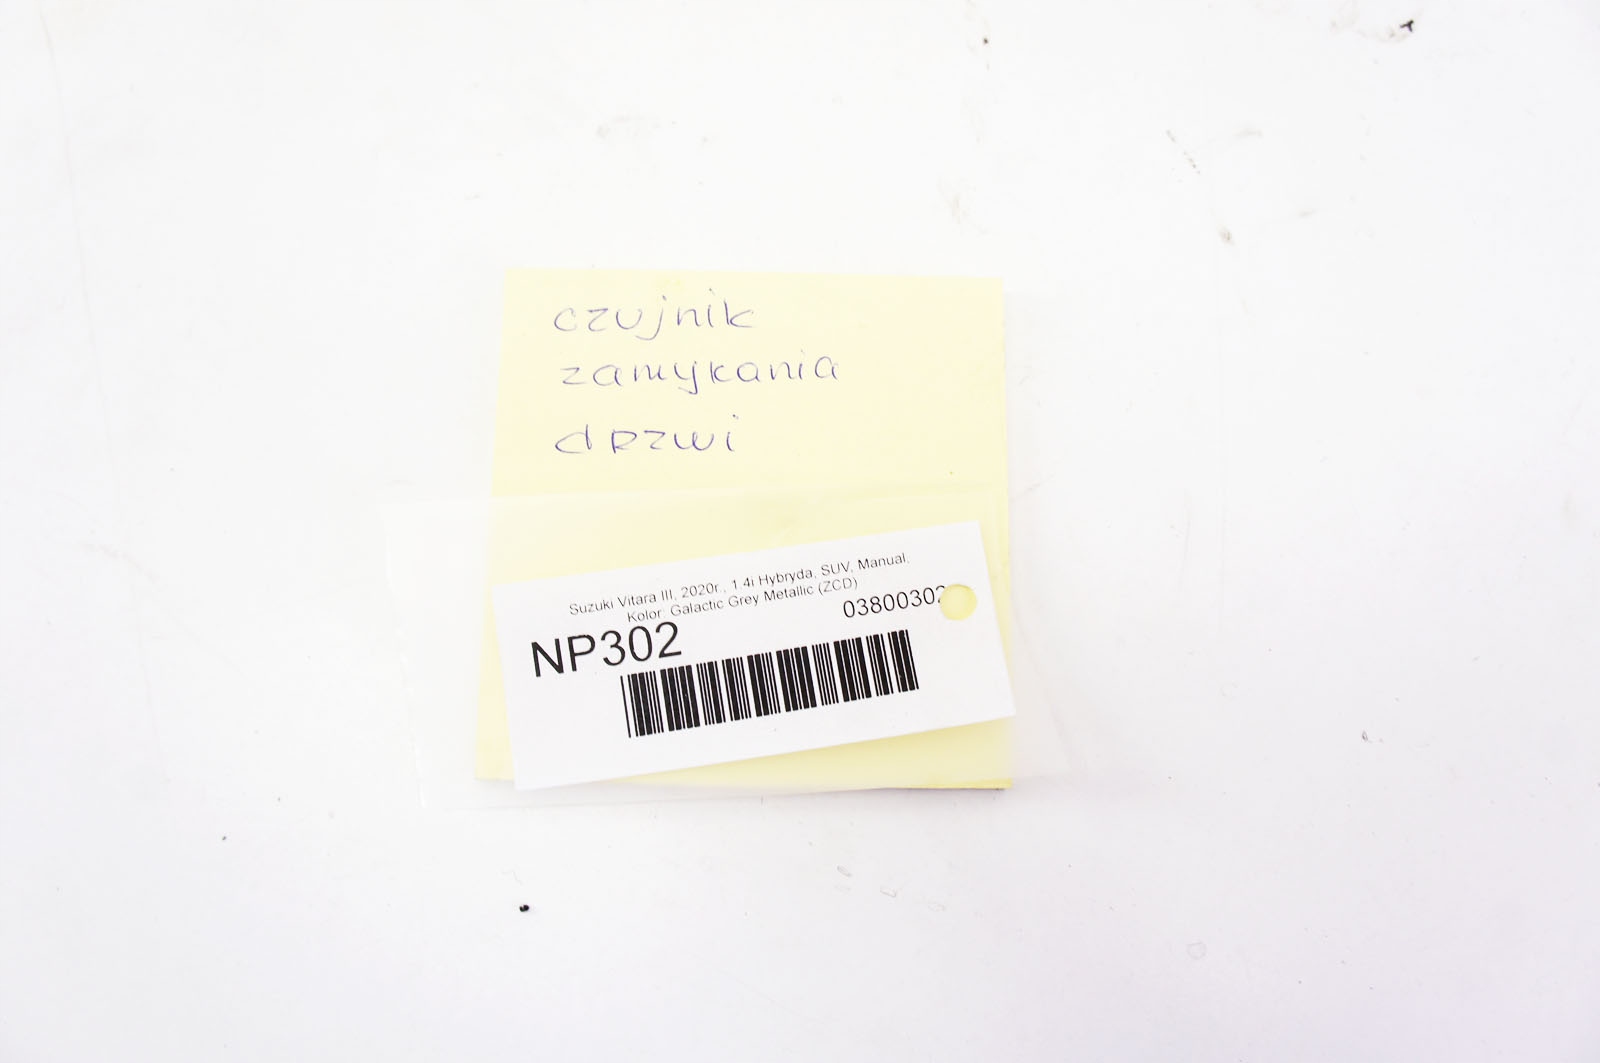 czujnik
zamykania
drzwi
Suzuki Vitara III, 2020r., 1.4i Hybryda, SUV, Manual,
Kolor: Galactic Grey Metallic (ZCD)
03800302
NP302